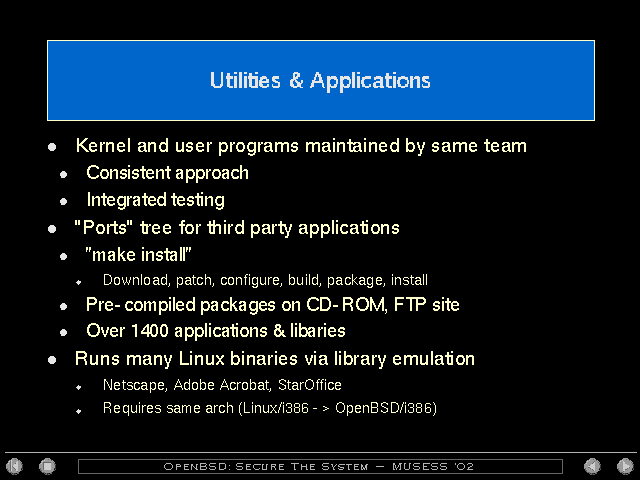 Utilities & Applications
Kernel and user programs maintained by same team
Consistent approach
Integrated testing
"Ports" tree for third party applications
"make install"
Download, patch, configure, build, package, install
Pre- compiled packages on CD- ROM, FTP site
Over 1400 applications & libaries
Runs many Linux binaries via library emulation
Netscape, Adobe Acrobat, StarOffice
Requires same arch (Linux/i386 - > OpenBSD/i386)
OpenBSD: Secure The System — MUSESS '02